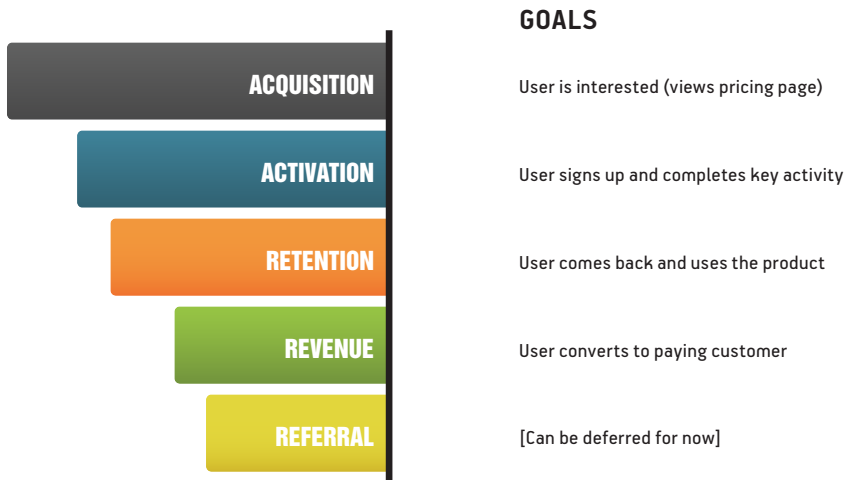 GOALS
ACQUISITION
User is interested (views pricing page)
ACTIVATION
User signs up and completes key activity
RETENTION
User comes back and uses the product
REVENUE
User converts to paying customer
REFERRAL
[Can be deferred for now]